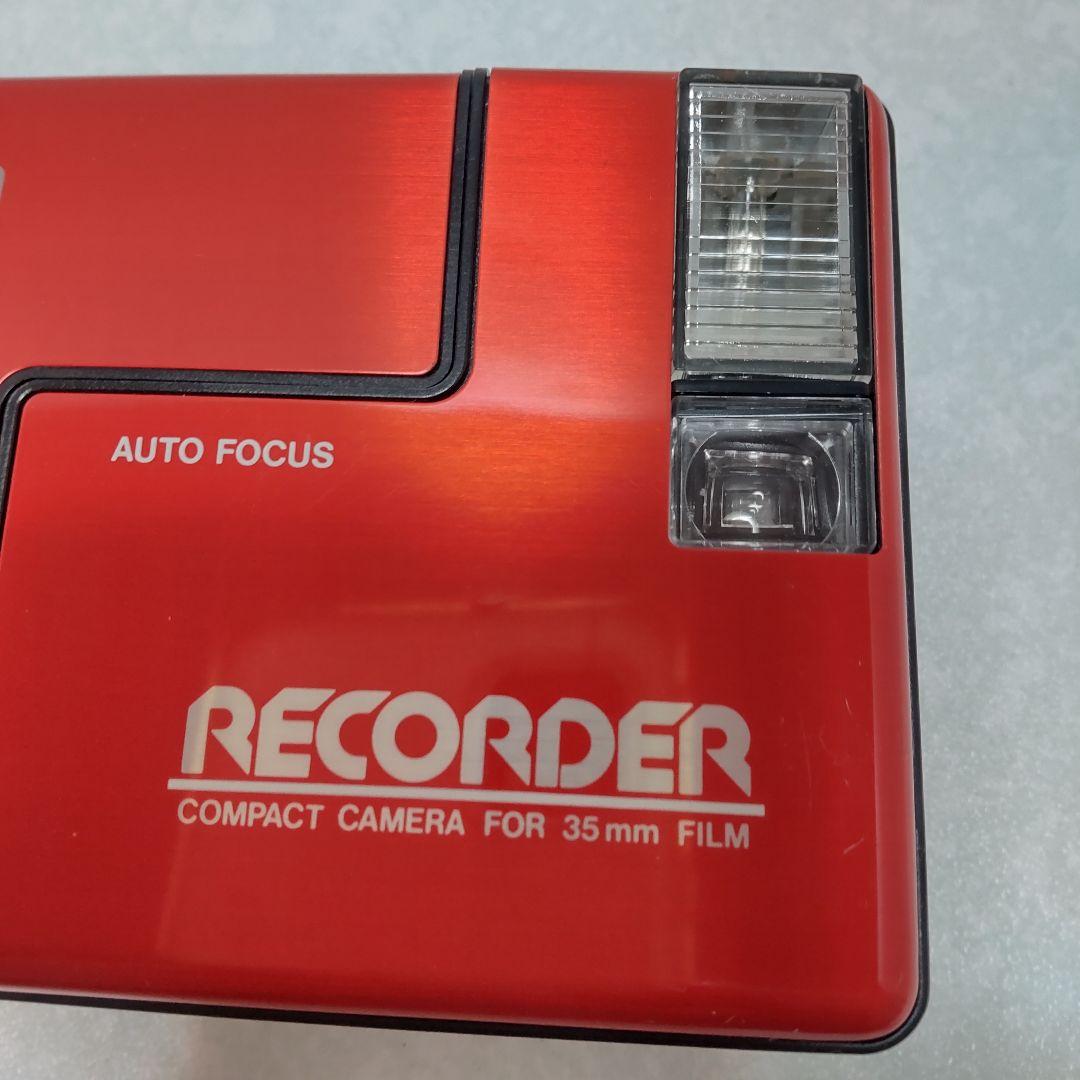 AUTO FOCUS
RECORDER
COMPACT CAMERA FOR 35mm FILM